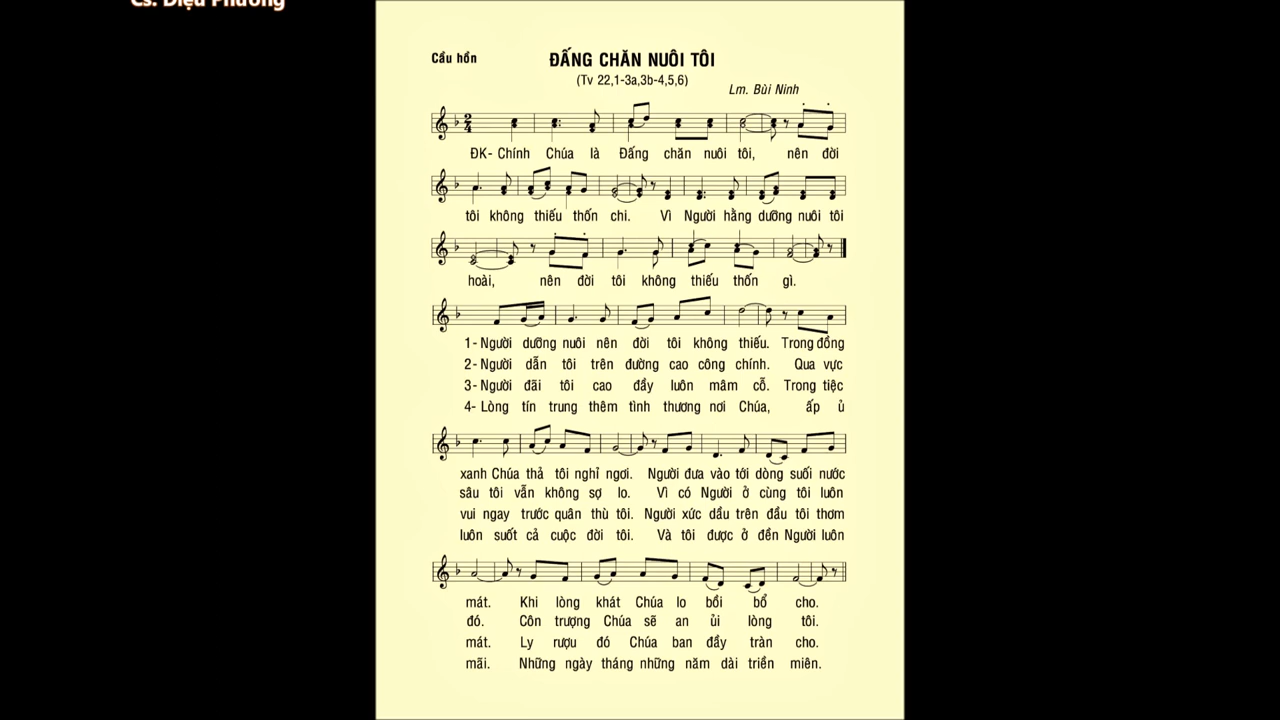 Cs. Diệu Phương
Cầu hồn
ĐẤNG CHĂN NUÔI TÔI
(Tv 22,1-3a,3b-4,5,6)
Lm. Bùi Ninh
2
4
ĐK- Chính Chúa là Đấng chăn nuôi tôi, nên đời
tôi không thiếu thốn chi. Vì Người hằng dưỡng nuôi tôi
hoài, nên đời tôi không thiếu thốn gì.
1- Người dưỡng nuôi nên đời tôi không thiếu. Trong đồng
2- Người dẫn tôi trên đường cao công chính. Qua vực
3- Người đãi tôi cao đầy luôn mâm cỗ. Trong tiệc
4- Lòng tín trung thêm tình thương nơi Chúa, ấp ủ
xanh Chúa thả tôi nghỉ ngơi. Người đưa vào tới dòng suối nước
sâu tôi vẫn không sợ lo. Vì có Người ở cùng tôi luôn
vui ngay trước quân thù tôi. Người xức dầu trên đầu tôi thơm
luôn suốt cả cuộc đời tôi. Và tôi được ở đền Người luôn
mát. Khi lòng khát Chúa lo bồi bổ cho.
đó. Côn trượng Chúa sẽ an ủi lòng tôi.
mát. Ly rượu đó Chúa ban đầy tràn cho.
mãi. Những ngày tháng những năm dài triền miên.